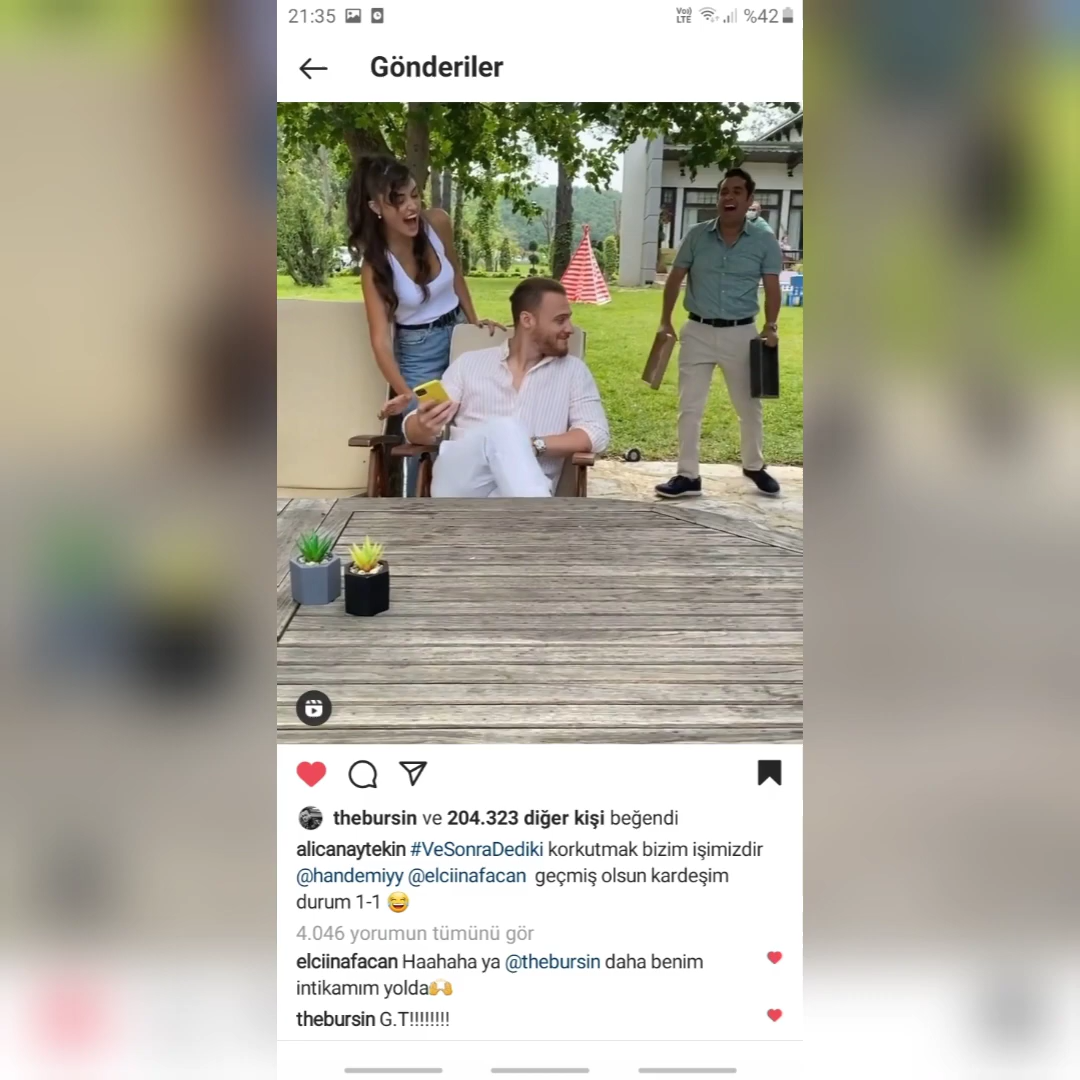 21:35 Vo)) LTE %42
Gönderiler
thebursin ve 204.323 diğer kişi beğendi
alicanaytekin #VeSonraDediki korkutmak bizim işimizdir
@handemiyy @elciinafacan geçmiş olsun kardeşim
durum 1-1 😂
4.046 yorumun tümünü gör
elciinafacan Haahaha ya @thebursin daha benim
intikamım yolda🙌
thebursin G.T!!!!!!!!